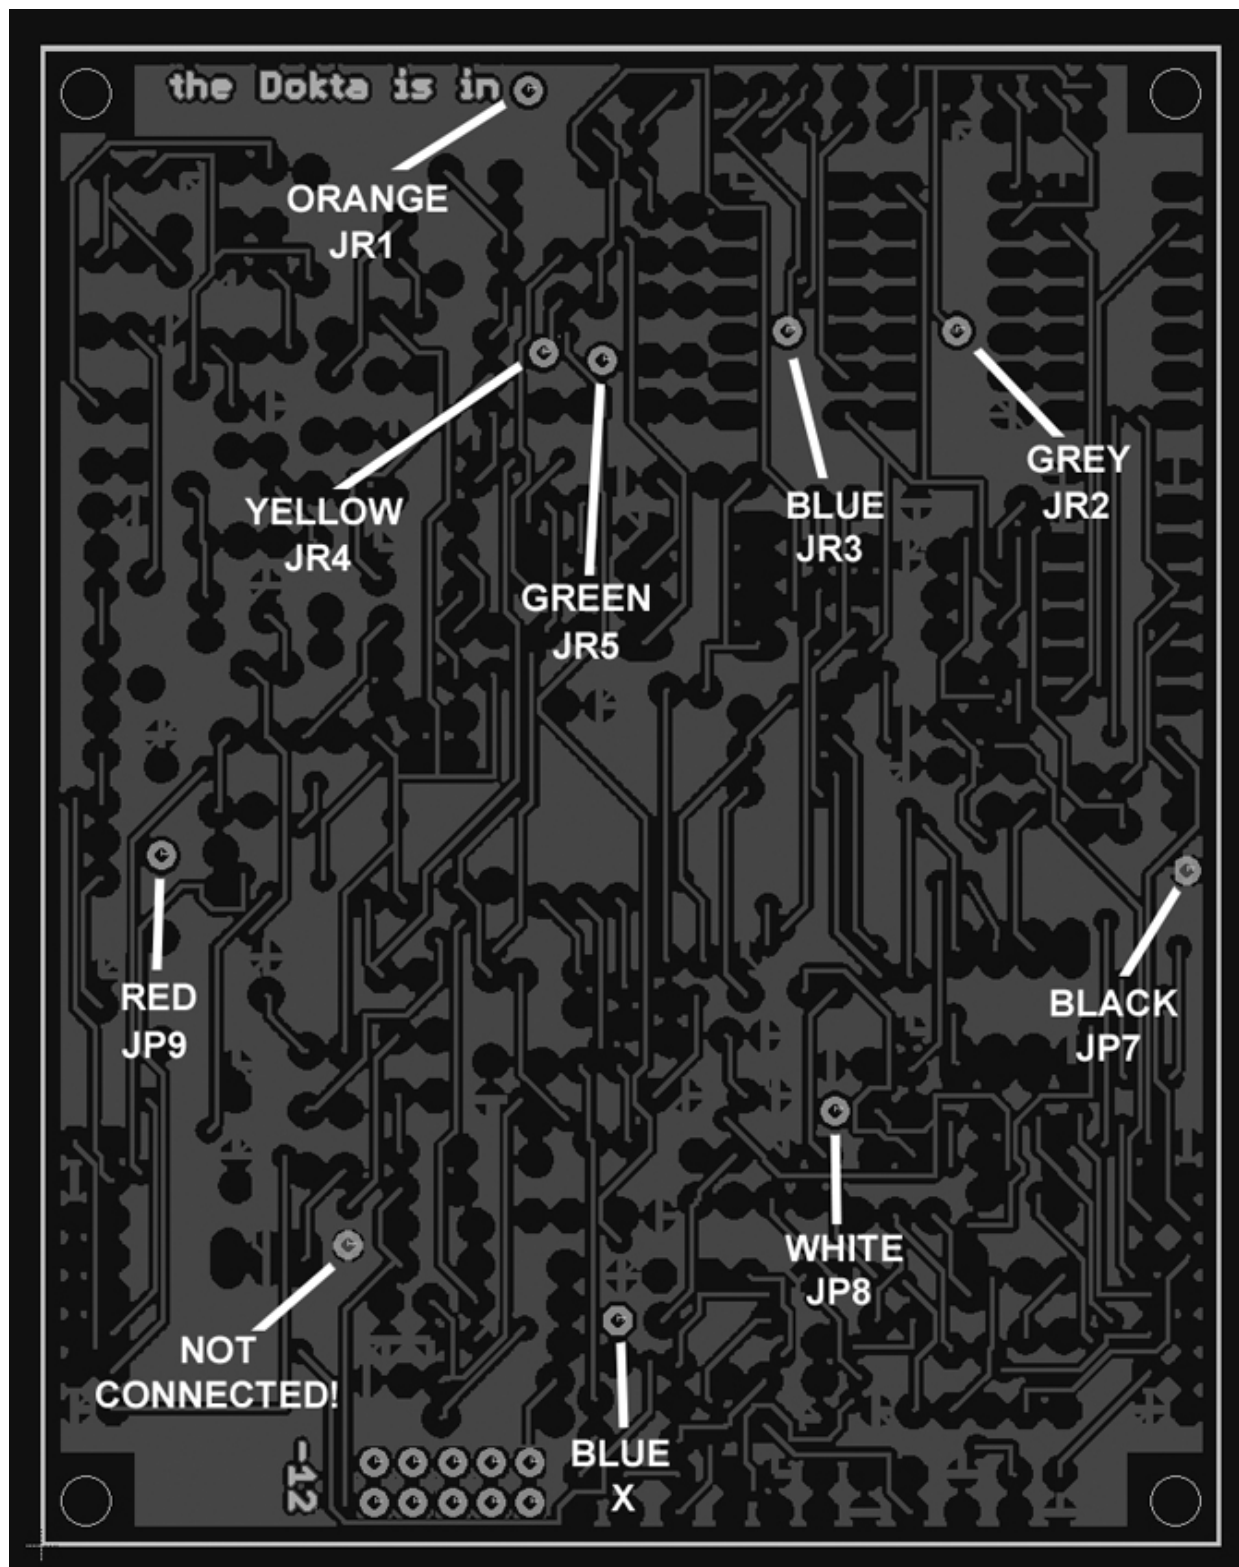 the Dokta is in
ORANGE
JR1
GREY
JR2
YELLOW
JR4
BLUE
JR3
GREEN
JR5
RED
JP9
BLACK
JP7
WHITE
JP8
NOT
CONNECTED!
BLUE
X
-12